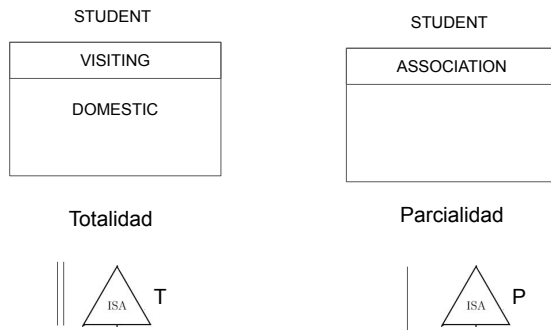 STUDENT
VISITING
DOMESTIC
Totalidad
ISA
T
STUDENT
ASSOCIATION
Parcialidad
ISA
P